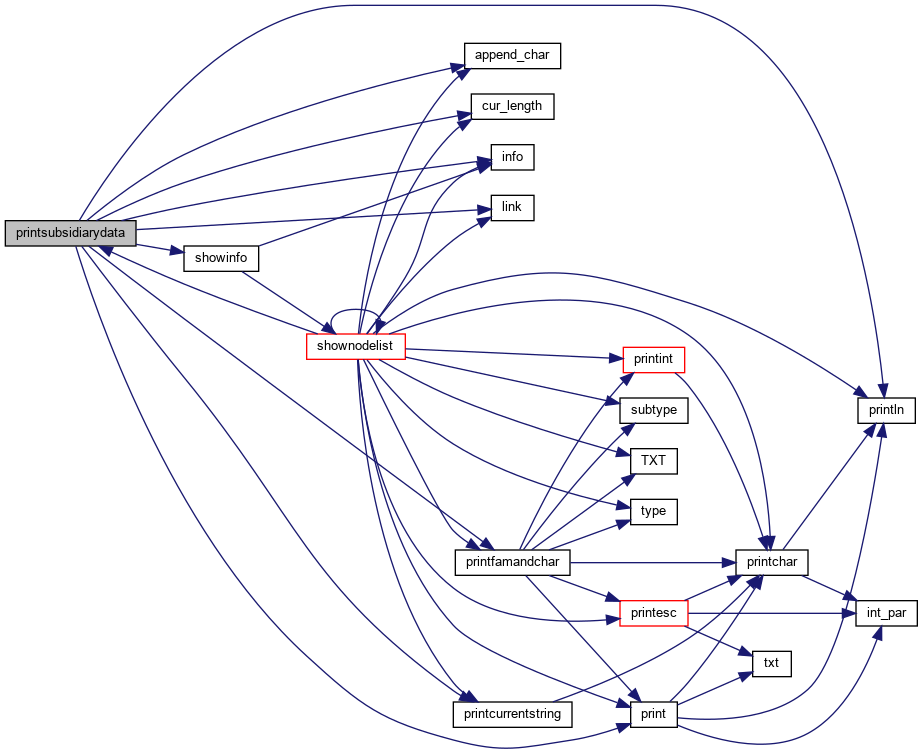 append_char
cur_length
info
link
printsubsidiarydata
showinfo
shownodelist
printint
println
subtype
TXT
type
printfamandchar
printchar
printesc
int_par
txt
printcurrentstring
print